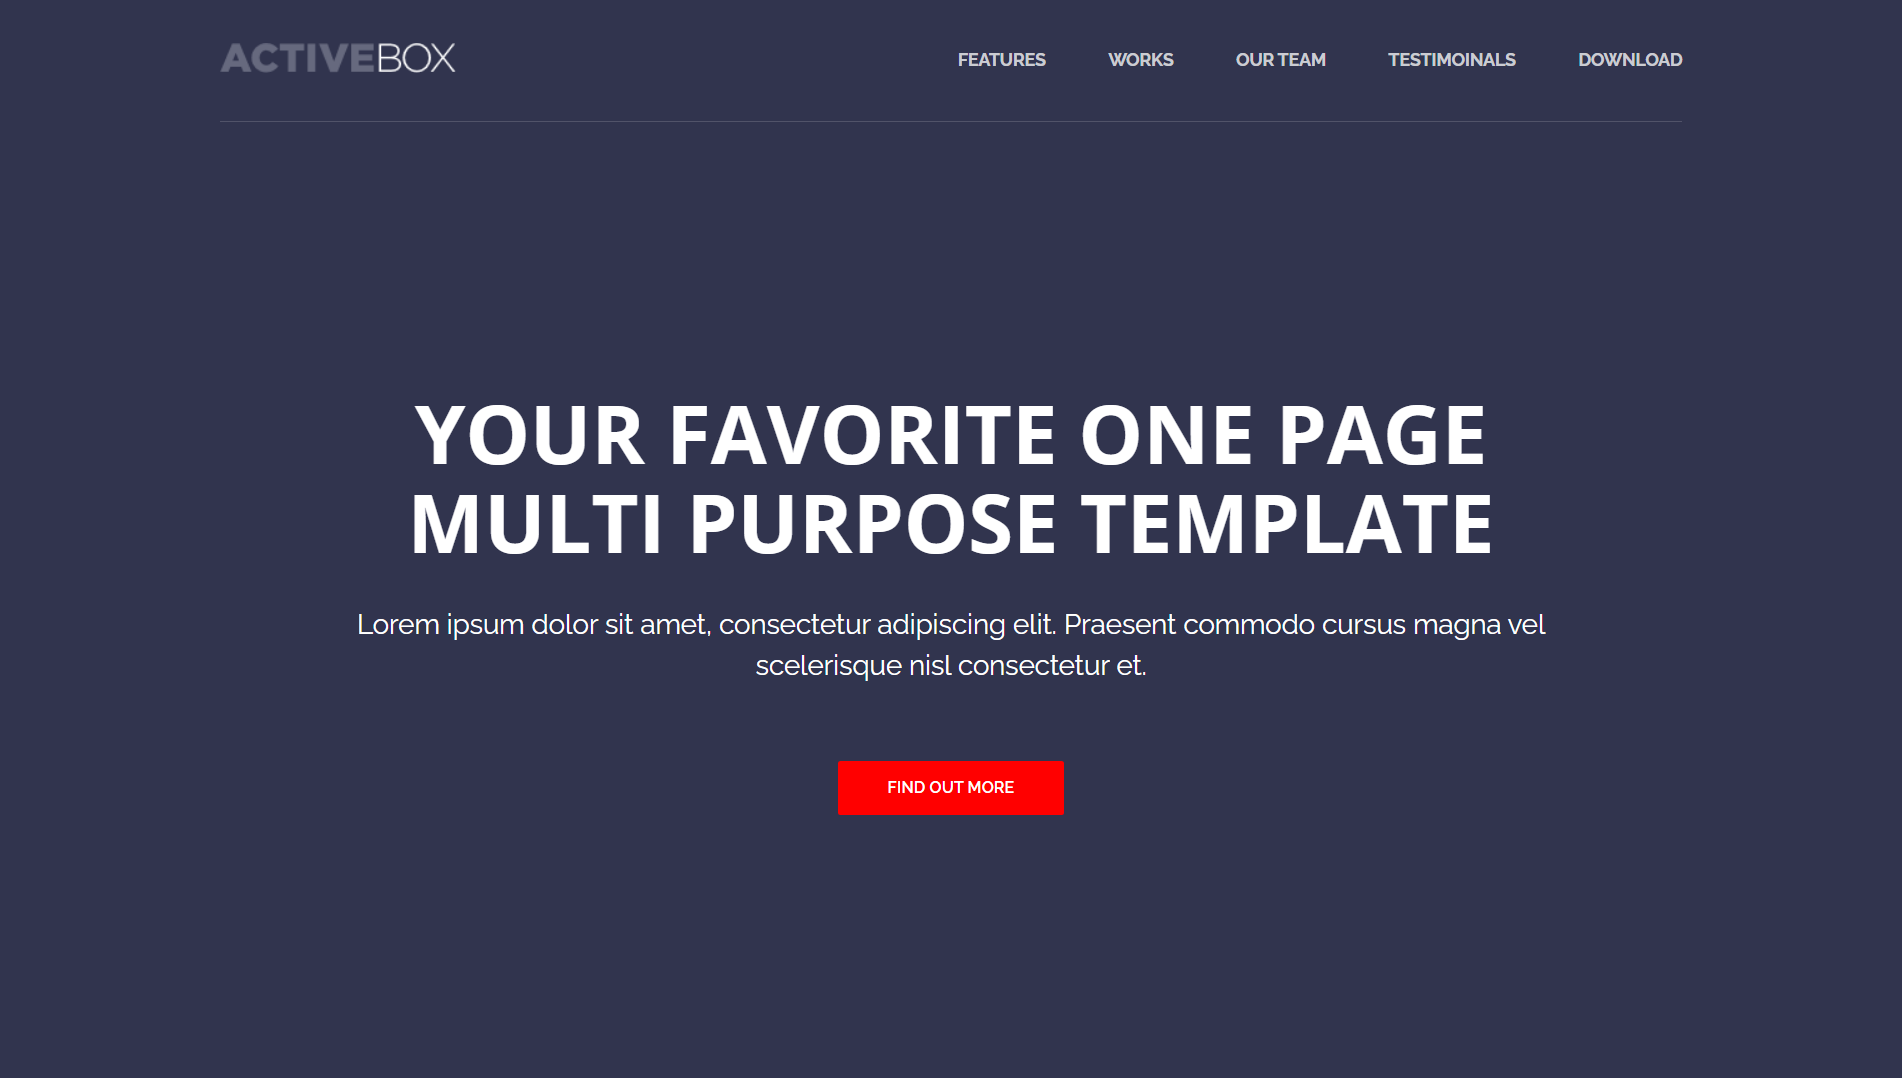 ACTIVEBOX
FEATURES WORKS OUR TEAM TESTIMOINALS DOWNLOAD
YOUR FAVORITE ONE PAGE
MULTI PURPOSE TEMPLATE
Lorem ipsum dolor sit amet, consectetur adipiscing elit. Praesent commodo cursus magna vel
scelerisque nisl consectetur et.
FIND OUT MORE